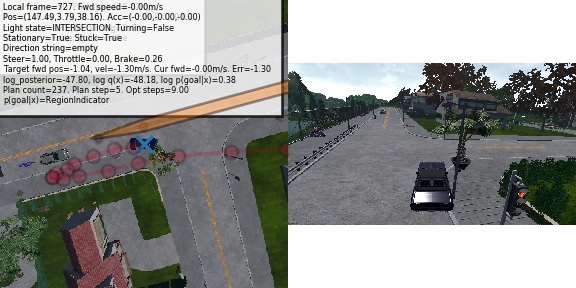 Local frame=727. Fwd speed=-0.00m/s
Pos=(147.49,3.79,38.16). Acc=(-0.00,-0.00,-0.00)
Light state=INTERSECTION. Turning=False
Stationary=True. Stuck=True
Direction string=empty
Steer=1.00, Throttle=0.00, Brake=0.26
Target fwd pos=-1.04, vel=-1.30m/s. Cur fwd=-0.00m/s. Err=-1.30
log_posterior=-47.80, log q(x)=-48.18, log p(goal|x)=0.38
Plan count=237. Plan step=5. Opt steps=9.00
p(goal|x)=RegionIndicator